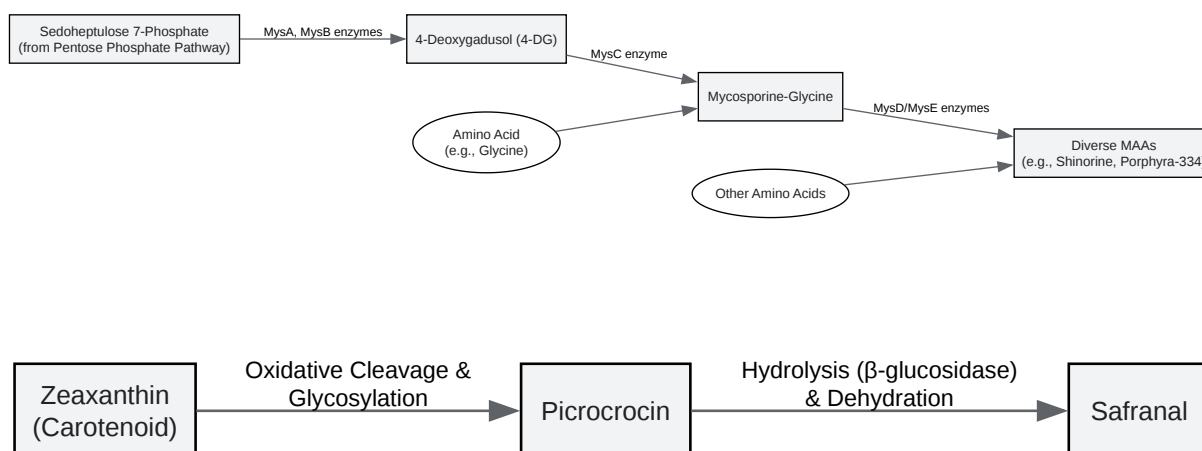 Sedoheptulose 7-Phosphate
(from Pentose Phosphate Pathway)
MysA, MysB enzymes
4-Deoxygadusol (4-DG)
MysC enzyme
Amino Acid
(e.g., Glycine)
Mycosporine-Glycine
MysD/MysE enzymes
Other Amino Acids
Diverse MAAs
(e.g., Shinorine, Porphyra-334)
Zeaxanthin
(Carotenoid)
Oxidative Cleavage &
Glycosylation
Picrocrocin
Hydrolysis (β-glucosidase)
& Dehydration
Safranal